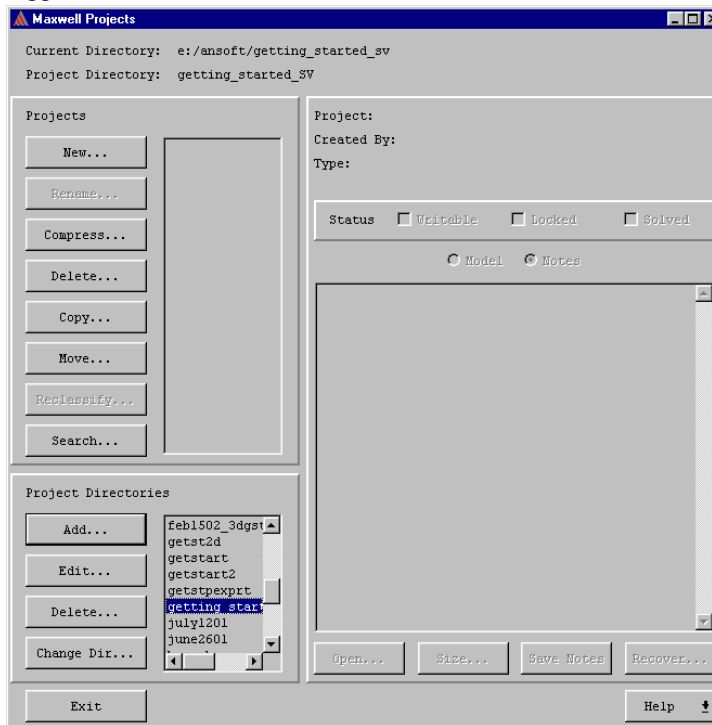 Maxwell Projects
Current Directory: e:/ansoft/getting_started_sv
Project Directory: getting_started_SV
Projects
New...
Rename...
Compress...
Delete...
Copy...
Move...
Reclassify...
Search...
Project Directories
Add...
Edit...
Delete...
Change Dir...
feb1502_3dgst
getst2d
getstart
getstart2
getstpexprt
getting_star
july1201
june2601
Exit
Project:
Created By:
Type:
Status Writable Locked Solved
Model Notes
Open... Size... Save Notes Recover...
Help